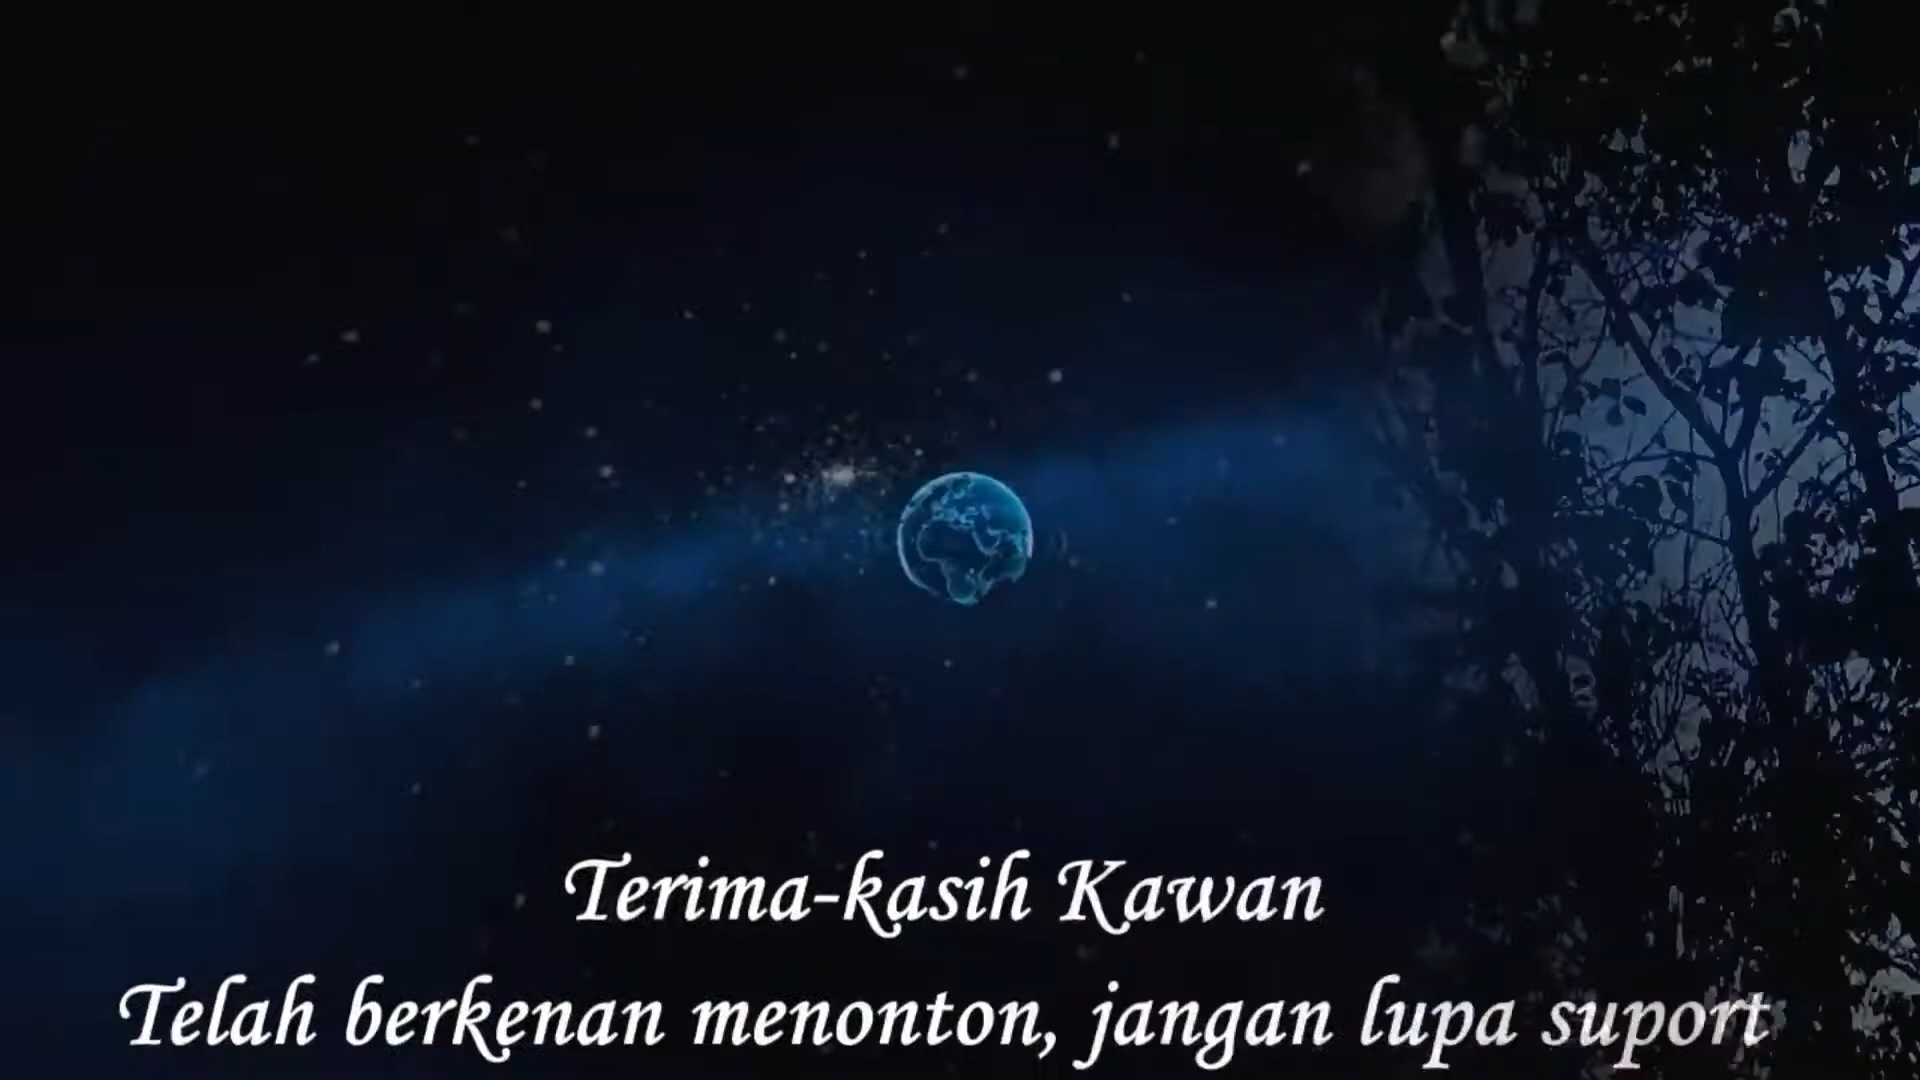 Terima-kasih Kawan
Telah berkenan menonton, jangan lupa suport